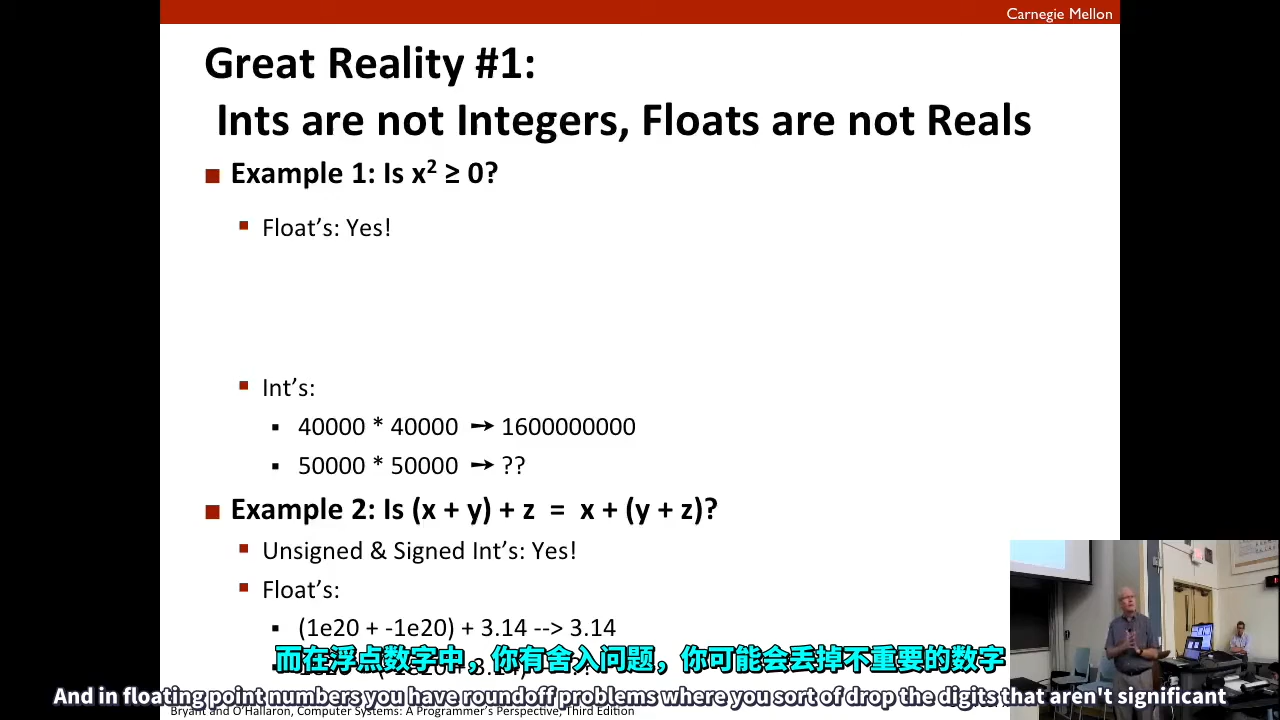 Carnegie Mellon
Great Reality #1:
Ints are not Integers, Floats are not Reals
■ Example 1: Is x² ≥ 0?
▪ Float’s: Yes!
▪ Int’s:
▪ 40000 * 40000 → 1600000000
▪ 50000 * 50000 → ??
■ Example 2: Is (x + y) + z = x + (y + z)?
▪ Unsigned & Signed Int’s: Yes!
▪ Float’s:
▪ (1e20 + -1e20) + 3.14 --> 3.14
而在浮点数字中，你有舍入问题，你可能会丢掉不重要的数字
And in floating point numbers you have roundoff problems where you sort of drop the digits that aren't significant
Bryant and O’Hallaron, Computer Systems: A Programmer’s Perspective, Third Edition